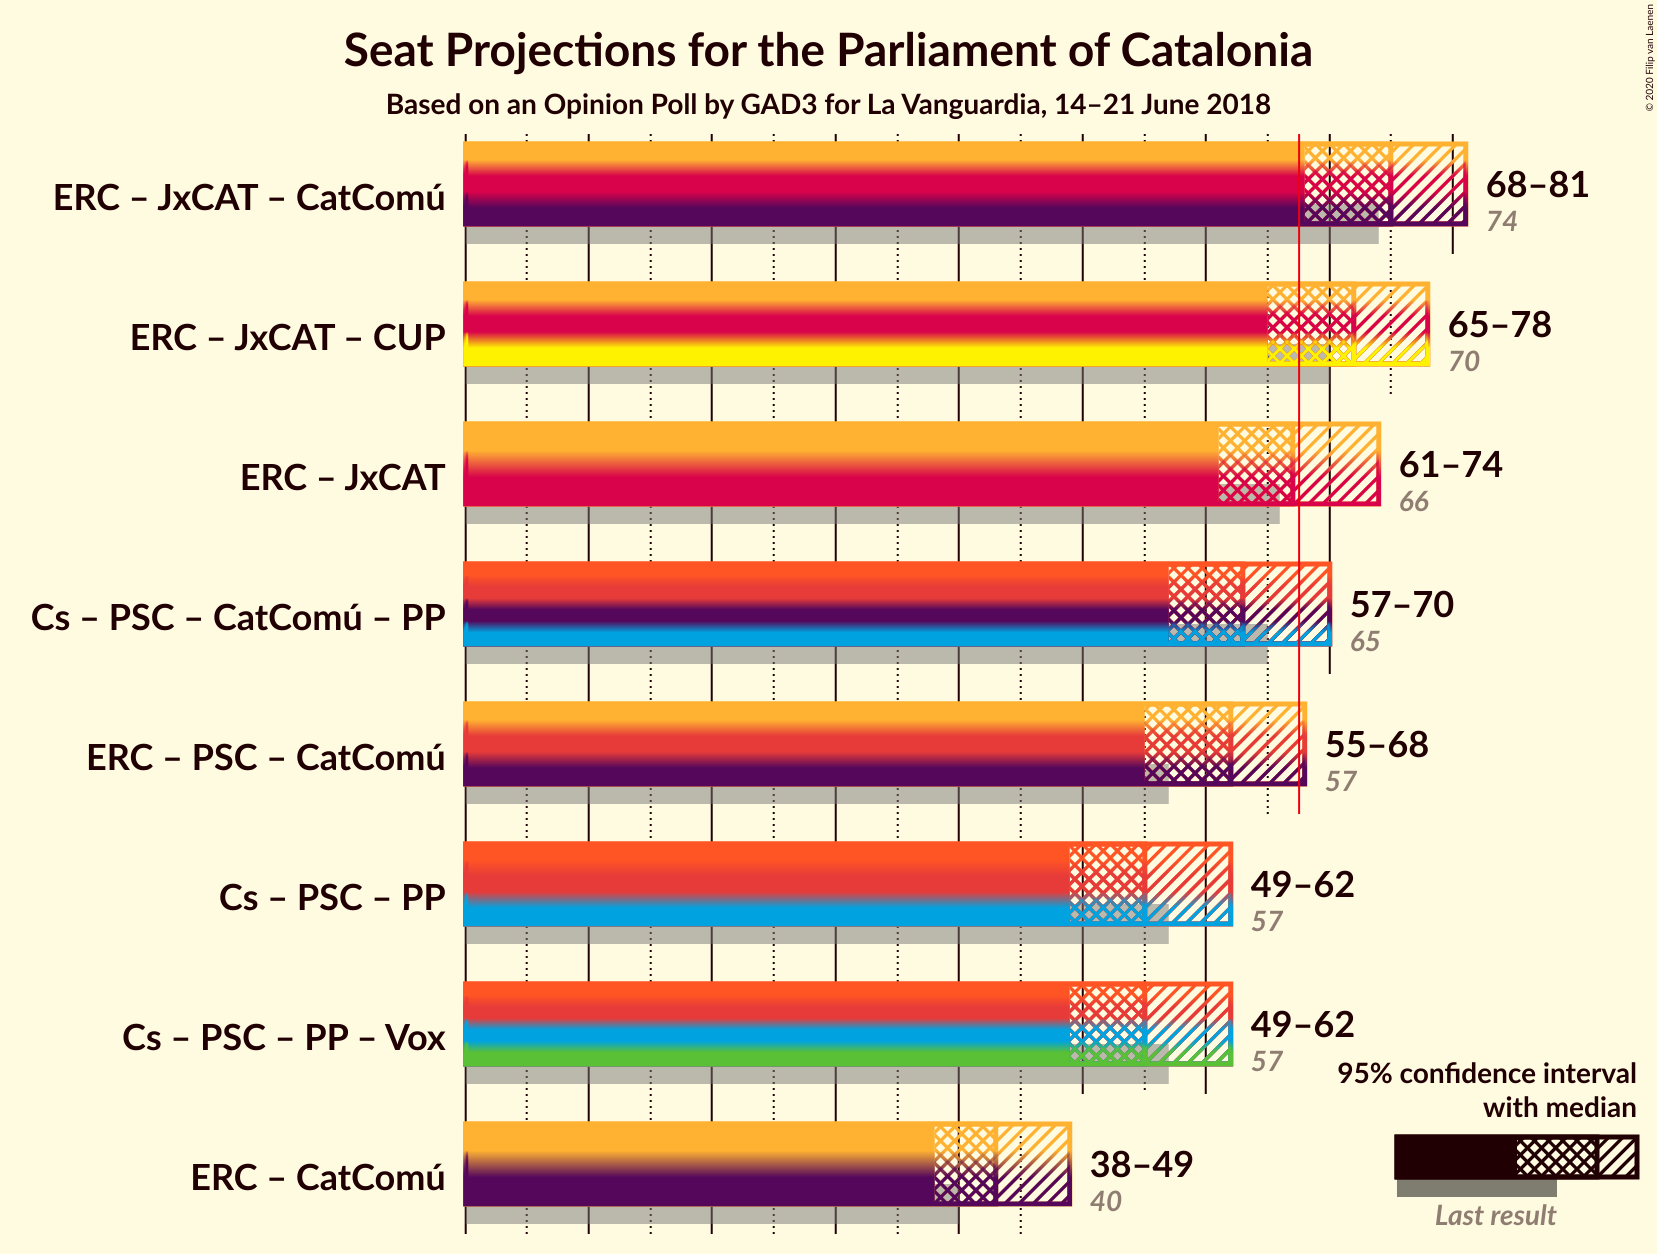 Seat Projections for the Parliament of Catalonia
Based on an Opinion Poll by GAD3 for La Vanguardia, 14–21 June 2018
© 2020 Filip van Laenen
ERC – JxCAT – CatComú
68–81
74
ERC – JxCAT – CUP
65–78
70
ERC – JxCAT
61–74
66
Cs – PSC – CatComú – PP
57–70
65
ERC – PSC – CatComú
55–68
57
Cs – PSC – PP
49–62
57
Cs – PSC – PP – Vox
49–62
57
ERC – CatComú
38–49
40
95% confidence interval
with median
Last result